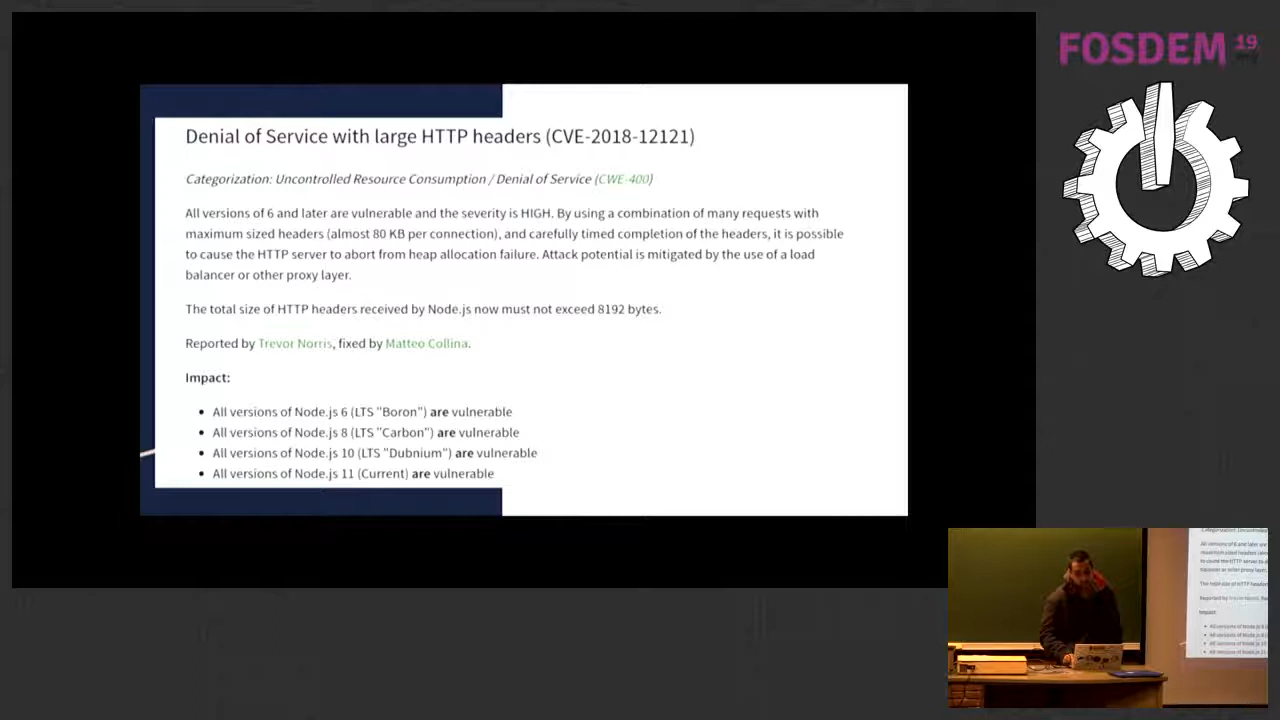 FOSDEM 19
Denial of Service with large HTTP headers (CVE-2018-12121)
Categorization: Uncontrolled Resource Consumption / Denial of Service (CWE-400)
All versions of 6 and later are vulnerable and the severity is HIGH. By using a combination of many requests with
maximum sized headers (almost 80 KB per connection), and carefully timed completion of the headers, it is possible
to cause the HTTP server to abort from heap allocation failure. Attack potential is mitigated by the use of a load
balancer or other proxy layer.
The total size of HTTP headers received by Node.js now must not exceed 8192 bytes.
Reported by Trevor Norris, fixed by Matteo Collina.
Impact:
• All versions of Node.js 6 (LTS "Boron") are vulnerable
• All versions of Node.js 8 (LTS "Carbon") are vulnerable
• All versions of Node.js 10 (LTS "Dubnium") are vulnerable
• All versions of Node.js 11 (Current) are vulnerable